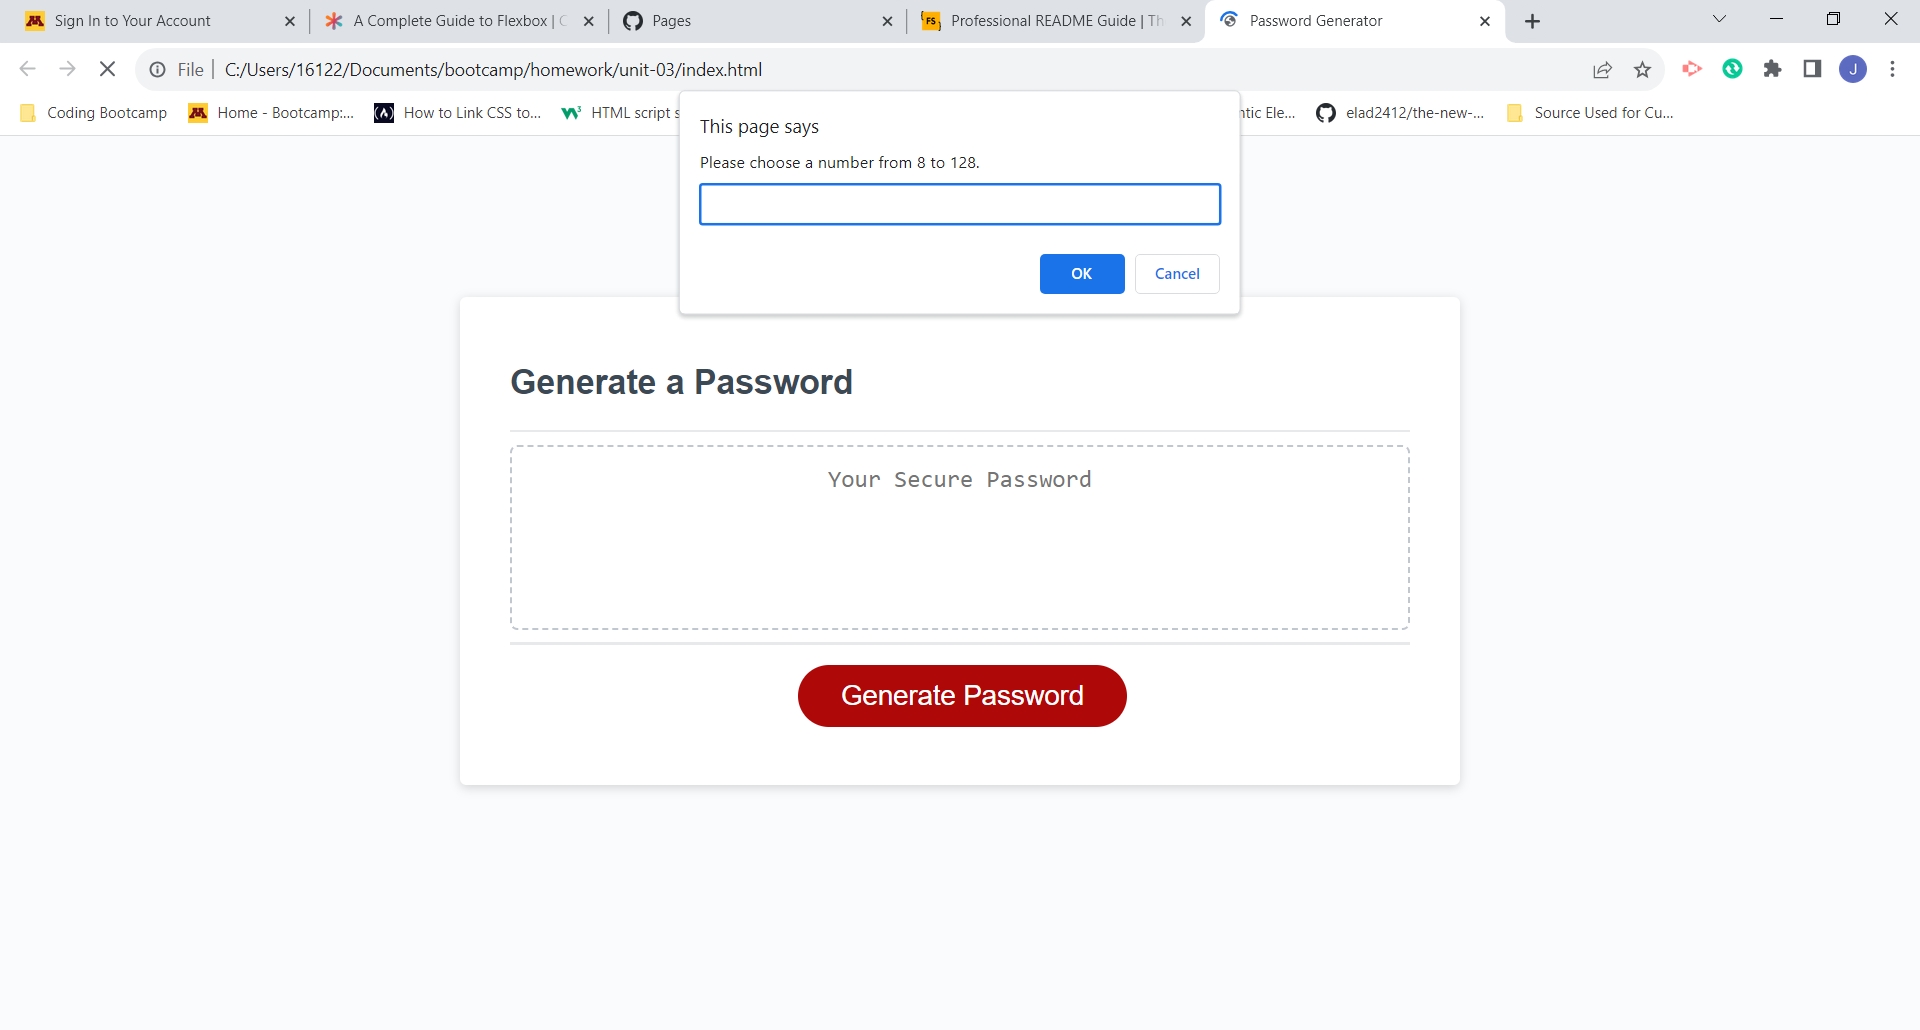 Sign In to Your Account
A Complete Guide to Flexbox | C
Pages
FS
Professional README Guide | Th
Password Generator
File
C:/Users/16122/Documents/bootcamp/homework/unit-03/index.html
J
Coding Bootcamp
Home - Bootcamp:...
How to Link CSS to...
HTML script s
ntic Ele...
elad2412/the-new-...
Source Used for Cu...
This page says
Please choose a number from 8 to 128.
OK
Cancel
Generate a Password
Your Secure Password
Generate Password